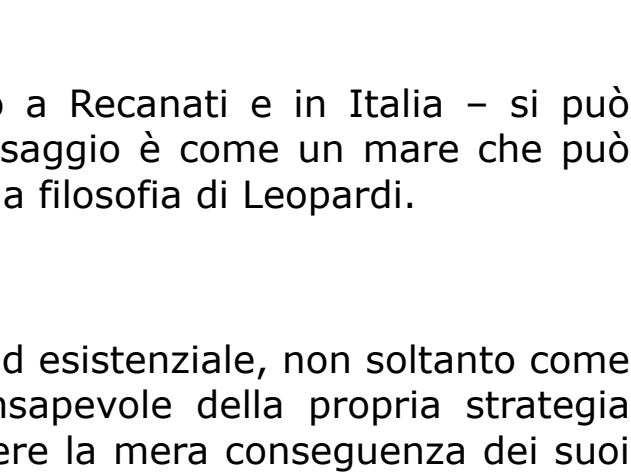 a Recanati e in Italia – si può
saggio è come un mare che può
a filosofia di Leopardi.
d esistenziale, non soltanto come
nsapevole della propria strategia
ere la mera conseguenza dei suoi